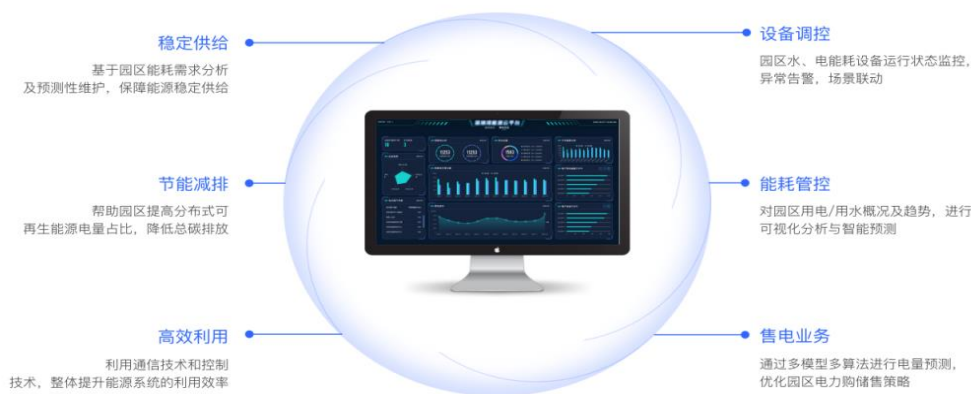 稳定供给
基于园区能耗需求分析
及预测性维护，保障能源稳定供给
节能减排
帮助园区提高分布式可
再生能源电量占比，降低总碳排放
高效利用
利用通信技术和控制
技术，整体提升能源系统的利用效率
设备调控
园区水、电能耗设备运行状态监控，
异常告警，场景联动
能耗管控
对园区用电/用水概况及趋势，进行
可视化分析与智能预测
售电业务
通过多模型多算法进行电量预测，
优化园区电力购储售策略